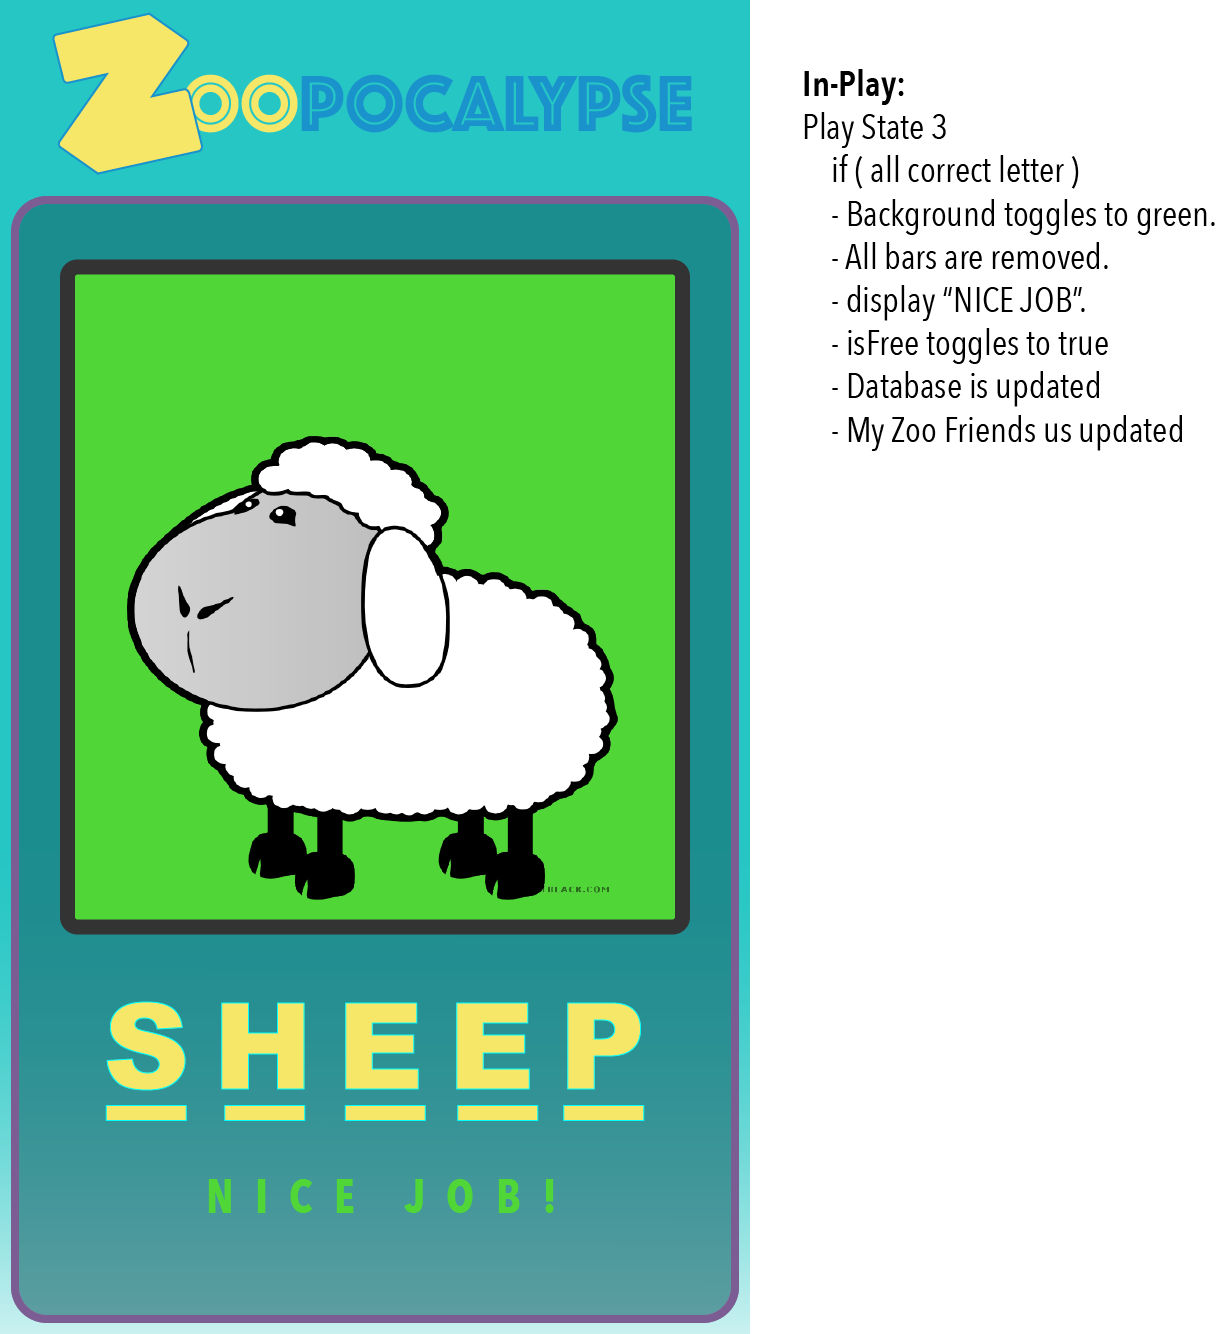 ZOOPOCALYPSE
SHEEP
NICE JOB!
In-Play:
Play State 3
if ( all correct letter )
- Background toggles to green.
- All bars are removed.
- display “NICE JOB”.
- isFree toggles to true
- Database is updated
- My Zoo Friends us updated